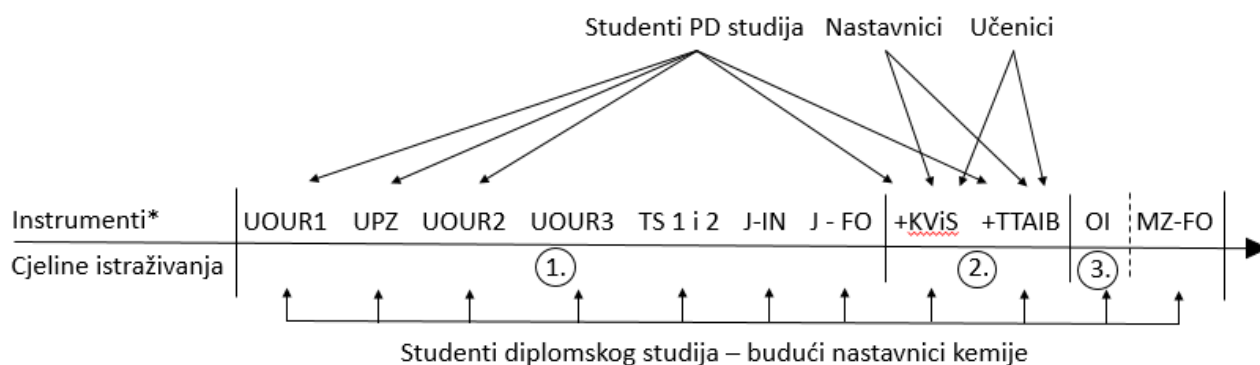 Studenti PD studija Nastavnici Učenici
Instrumenti* UOUR1 UPZ UOUR2 UOUR3 TS 1 i 2 J-IN J - FO +KViS +TTAIB OI MZ-FO
Cjeline istraživanja 1. 2. 3.
Studenti diplomskog studija – budući nastavnici kemije